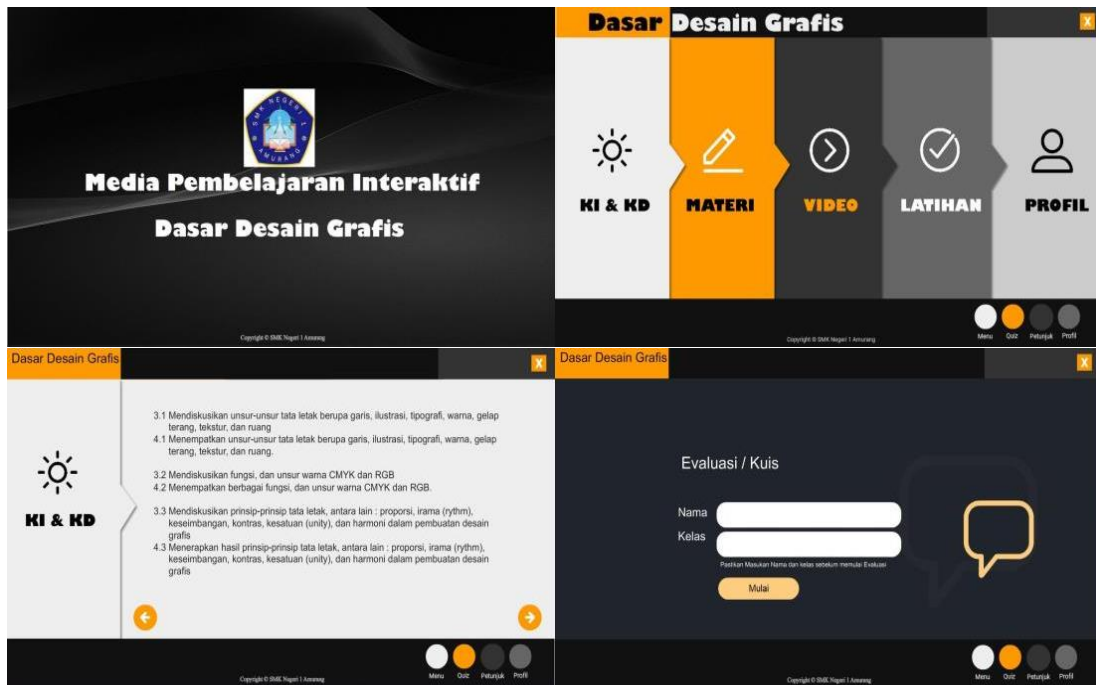 SMK NEGERI 1
AMURANG
Media Pembelajaran Interaktif
Dasar Desain Grafis
Copyright © SMK Negeri 1 Amurang
Dasar Desain Grafis
X
KI & KD
MATERI
VIDEO
LATIHAN
PROFIL
Menu
Quiz
Petunjuk
Profil
Copyright © SMK Negeri 1 Amurang
Dasar Desain Grafis
X
KI & KD
3.1 Mendiskusikan unsur-unsur tata letak berupa garis, ilustrasi, tipografi, warna, gelap
terang, tekstur, dan ruang
4.1 Menempatkan unsur-unsur tata letak berupa garis, ilustrasi, tipografi, warna, gelap
terang, tekstur, dan ruang.
3.2 Mendiskusikan fungsi, dan unsur warna CMYK dan RGB
4.2 Menempatkan berbagai fungsi, dan unsur warna CMYK dan RGB.
3.3 Mendiskusikan prinsip-prinsip tata letak, antara lain : proporsi, irama (rythm),
keseimbangan, kontras, kesatuan (unity), dan harmoni dalam pembuatan desain
grafis
4.3 Menerapkan hasil prinsip-prinsip tata letak, antara lain : proporsi, irama (rythm),
keseimbangan, kontras, kesatuan (unity), dan harmoni dalam pembuatan desain
grafis
Menu
Quiz
Petunjuk
Profil
Copyright © SMK Negeri 1 Amurang
Dasar Desain Grafis
X
Evaluasi / Kuis
Nama
Kelas
Pastikan Masukan Nama dan kelas sebelum memulai Evaluasi
Mulai
Menu
Quiz
Petunjuk
Profil
Copyright © SMK Negeri 1 Amurang